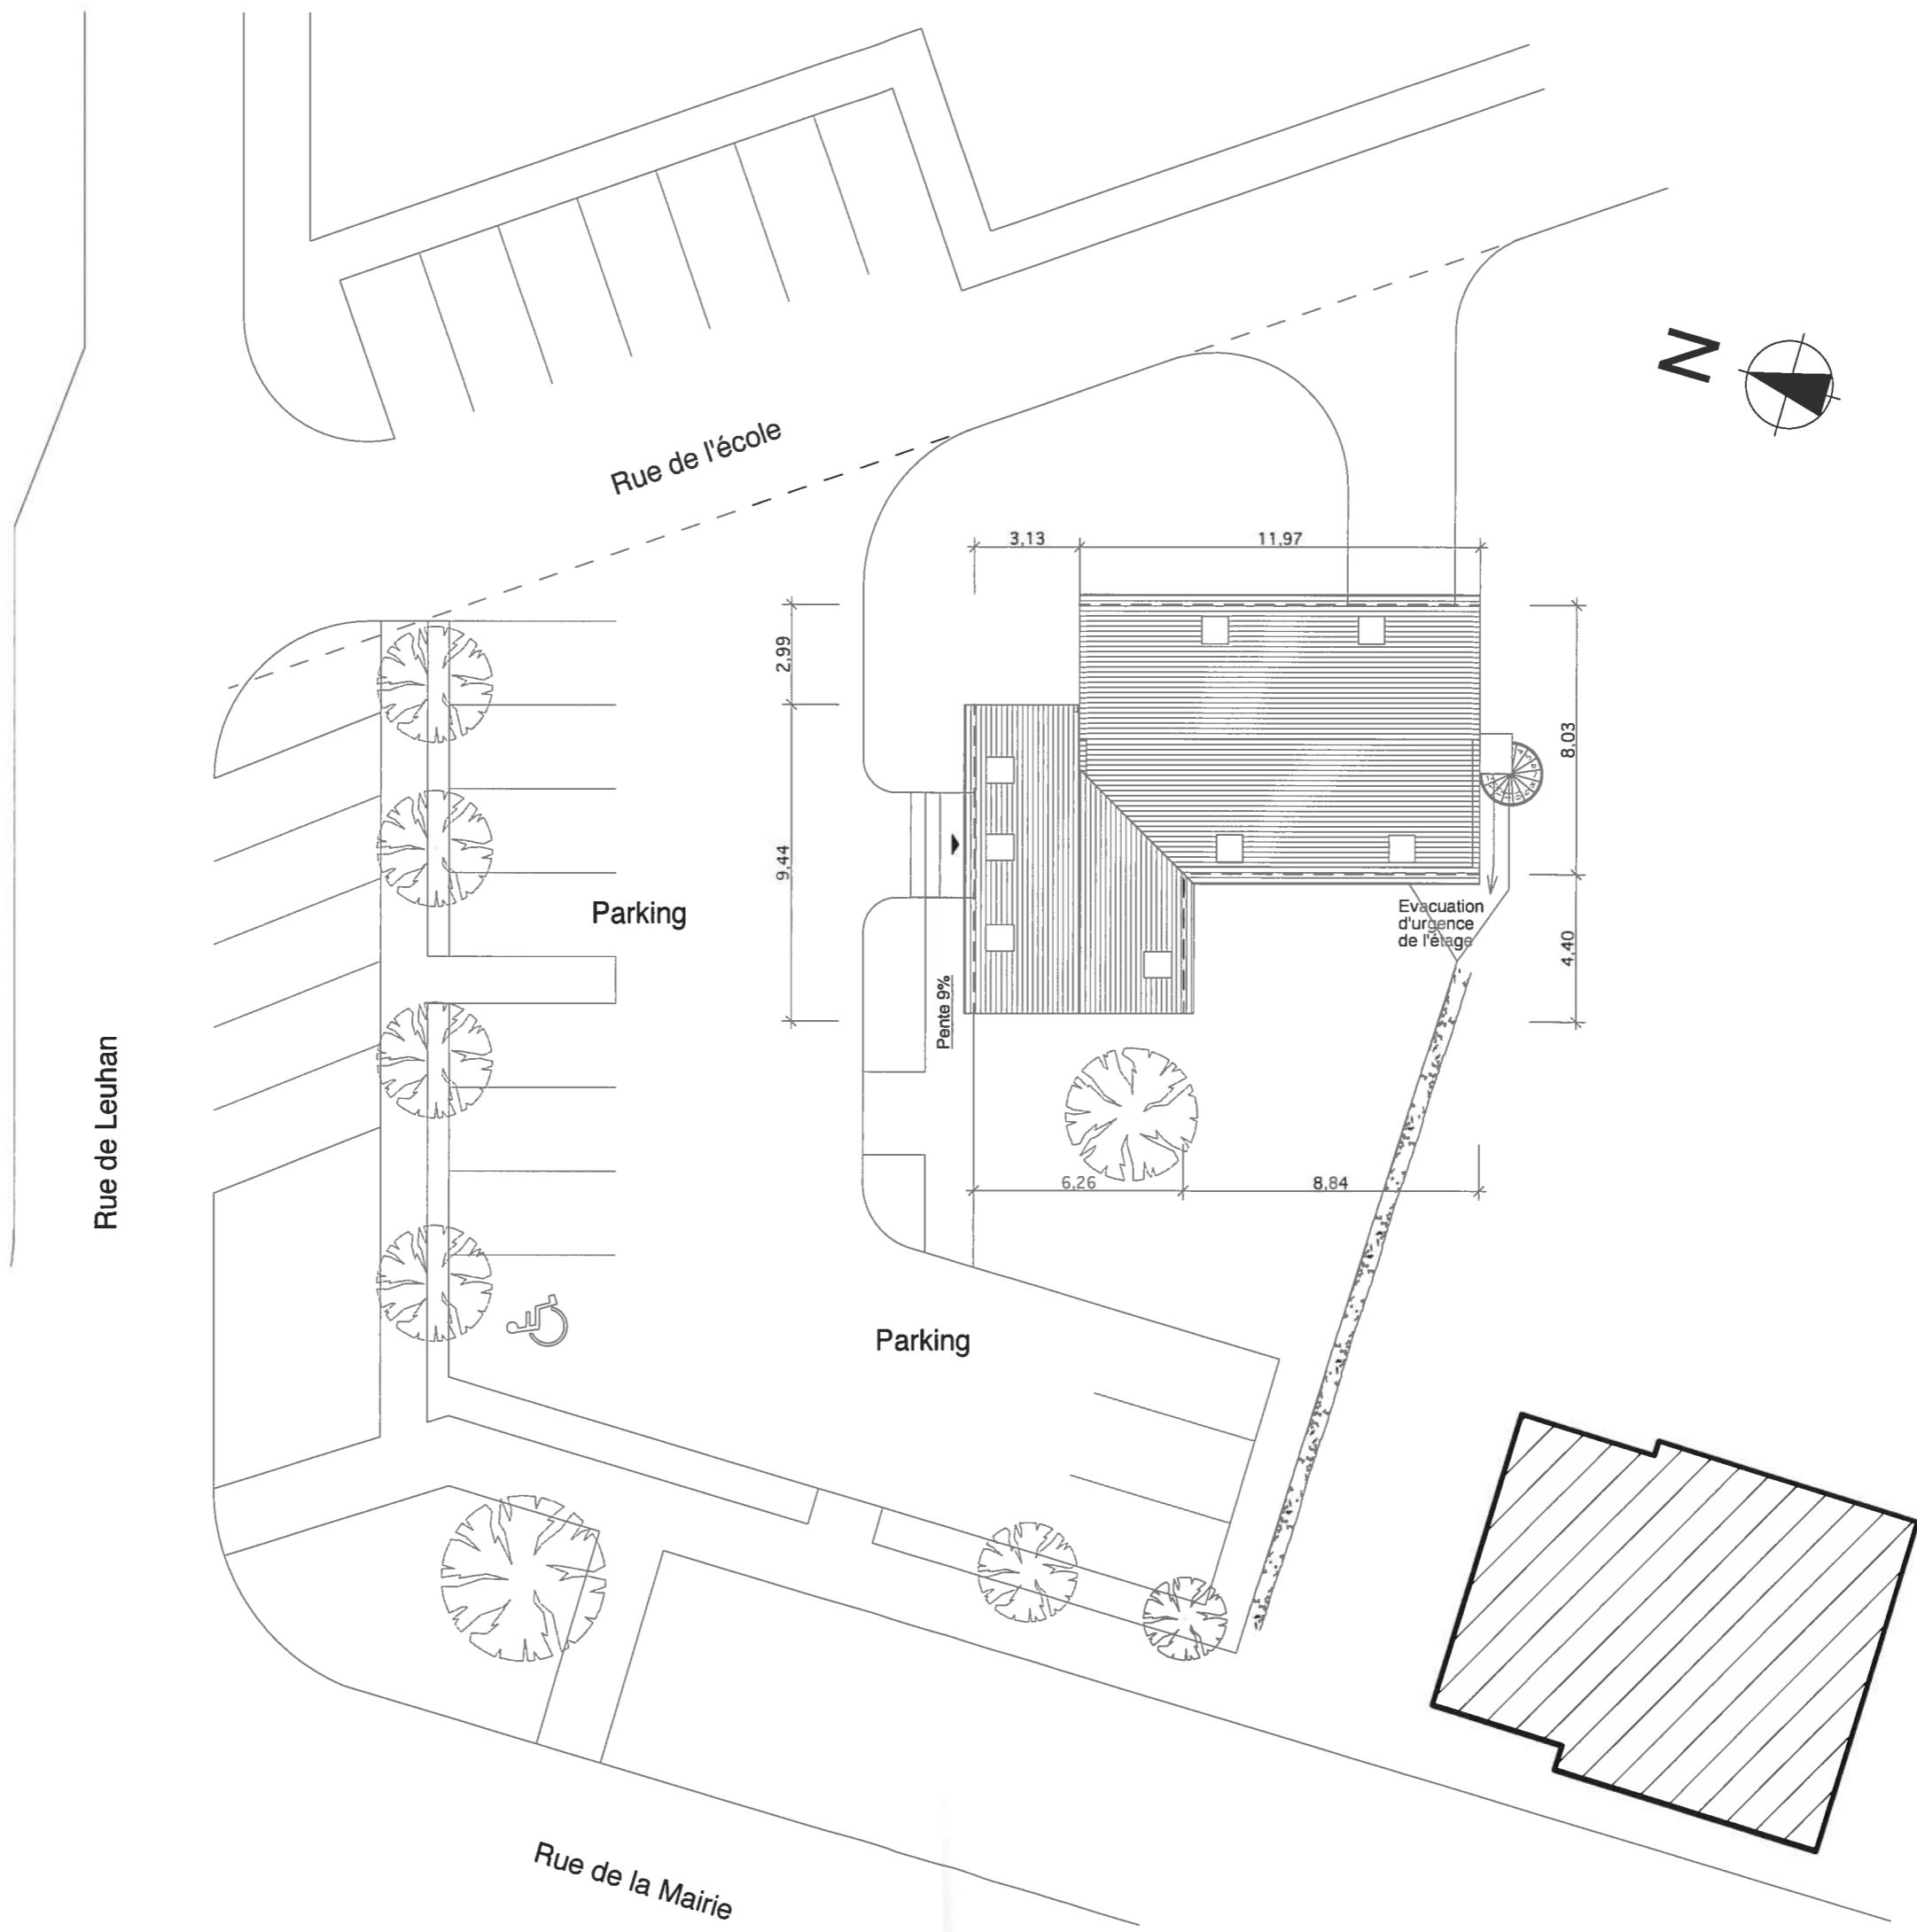 N
Rue de l'école
3,13
11,97
2,99
8,03
9,44
Parking
Evacuation
d'urgence
de l'étage
4,40
Pente 9%
Rue de Leuhan
6,26
8,84
Parking
Rue de la Mairie